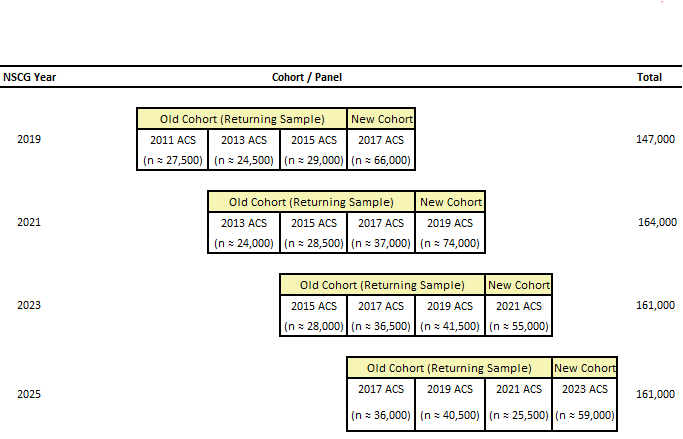 NSCG Year Cohort / Panel Total
Old Cohort (Returning Sample) New Cohort
2019 2011 ACS 2013 ACS 2015 ACS 2017 ACS 147,000
(n ≈ 27,500) (n ≈ 24,500) (n ≈ 29,000) (n ≈ 66,000)
Old Cohort (Returning Sample) New Cohort
2021 2013 ACS 2015 ACS 2017 ACS 2019 ACS 164,000
(n ≈ 24,000) (n ≈ 28,500) (n ≈ 37,000) (n ≈ 74,000)
Old Cohort (Returning Sample) New Cohort
2023 2015 ACS 2017 ACS 2019 ACS 2021 ACS 161,000
(n ≈ 28,000) (n ≈ 36,500) (n ≈ 41,500) (n ≈ 55,000)
Old Cohort (Returning Sample) New Cohort
2025 2017 ACS 2019 ACS 2021 ACS 2023 ACS 161,000
(n ≈ 36,000) (n ≈ 40,500) (n ≈ 25,500) (n ≈ 59,000)